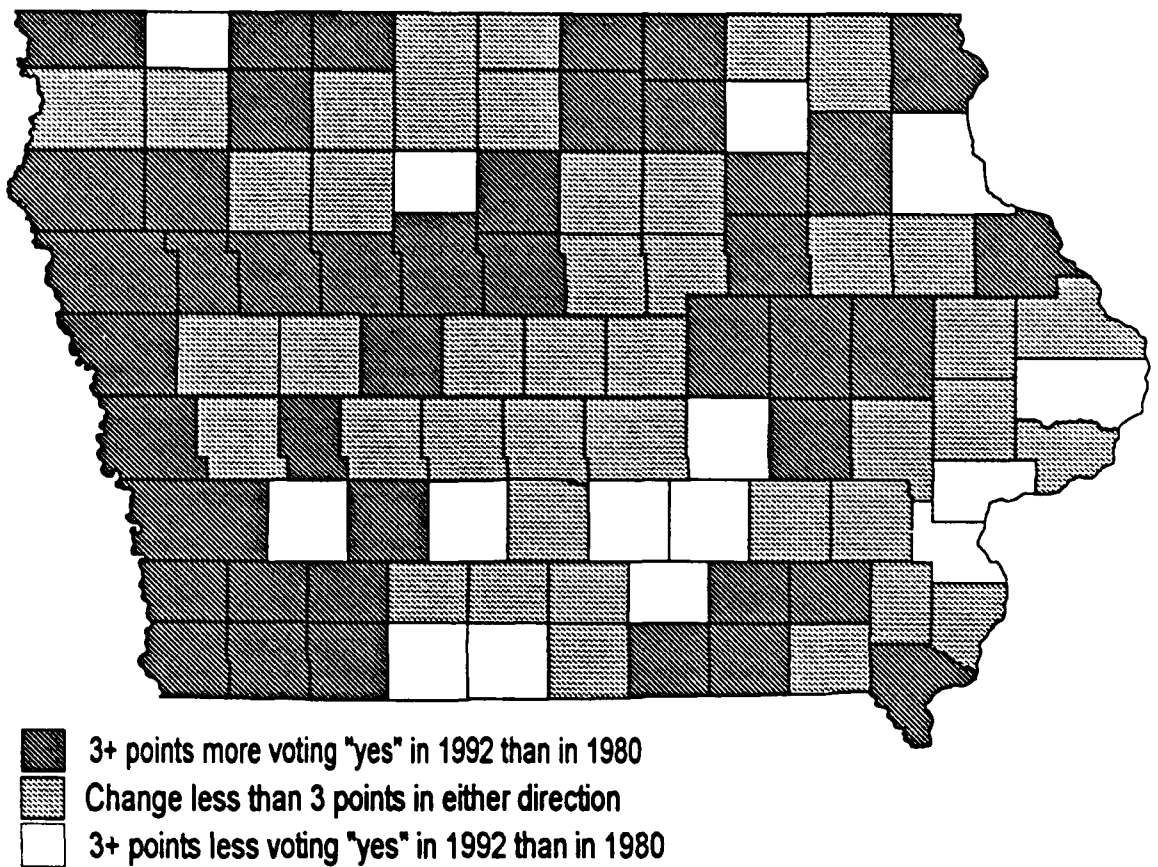 3+ points more voting "yes" in 1992 than in 1980
Change less than 3 points in either direction
3+ points less voting "yes" in 1992 than in 1980